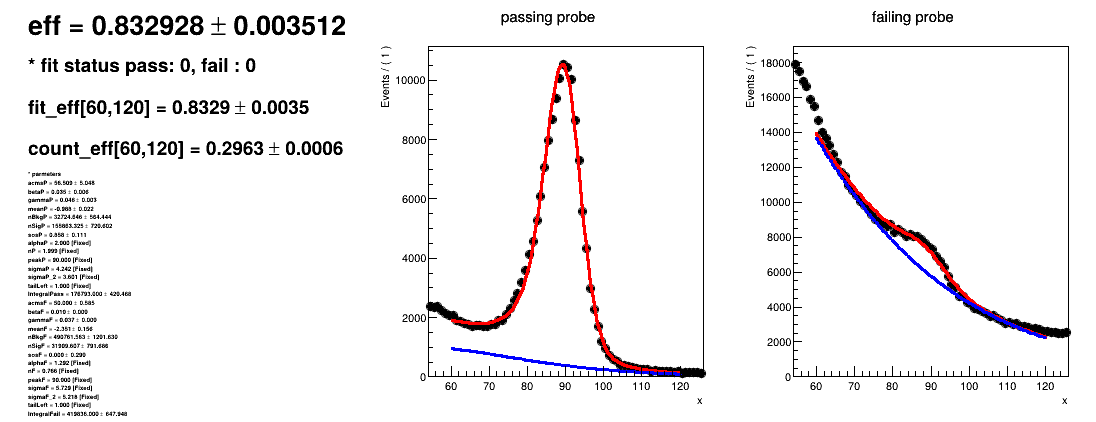 eff = 0.832928 ± 0.003512
* fit status pass: 0, fail : 0
fit_eff[60,120] = 0.8329 ± 0.0035
count_eff[60,120] = 0.2963 ± 0.0006
* parmeters
acmsP = 56.509 ± 5.048
betaP = 0.035 ± 0.006
gammaP = 0.046 ± 0.003
meanP = -0.968 ± 0.022
nBkgP = 32724.646 ± 564.444
nSigP = 155663.325 ± 720.602
sosP = 0.858 ± 0.111
alphaP = 2.000 [Fixed]
nP = 1.999 [Fixed]
peakP = 90.000 [Fixed]
sigmaP = 4.242 [Fixed]
sigmaP_2 = 3.601 [Fixed]
tailLeft = 1.000 [Fixed]
IntegralPass = 176793.000 ± 420.468
acmsF = 50.000 ± 0.585
betaF = 0.010 ± 0.000
gammaF = 0.037 ± 0.000
meanF = -2.351 ± 0.156
nBkgF = 490761.563 ± 1201.630
nSigF = 31909.607 ± 791.686
sosF = 0.000 ± 0.290
alphaF = 1.292 [Fixed]
nF = 0.766 [Fixed]
peakF = 90.000 [Fixed]
sigmaF = 5.729 [Fixed]
sigmaF_2 = 5.218 [Fixed]
tailLeft = 1.000 [Fixed]
IntegralFail = 419836.000 ± 647.948
passing probe
Events / ( 1 )
10000
8000
6000
4000
2000
0
60 70 80 90 100 110 120
x
failing probe
Events / ( 1 )
18000
16000
14000
12000
10000
8000
6000
4000
2000
0
60 70 80 90 100 110 120
x